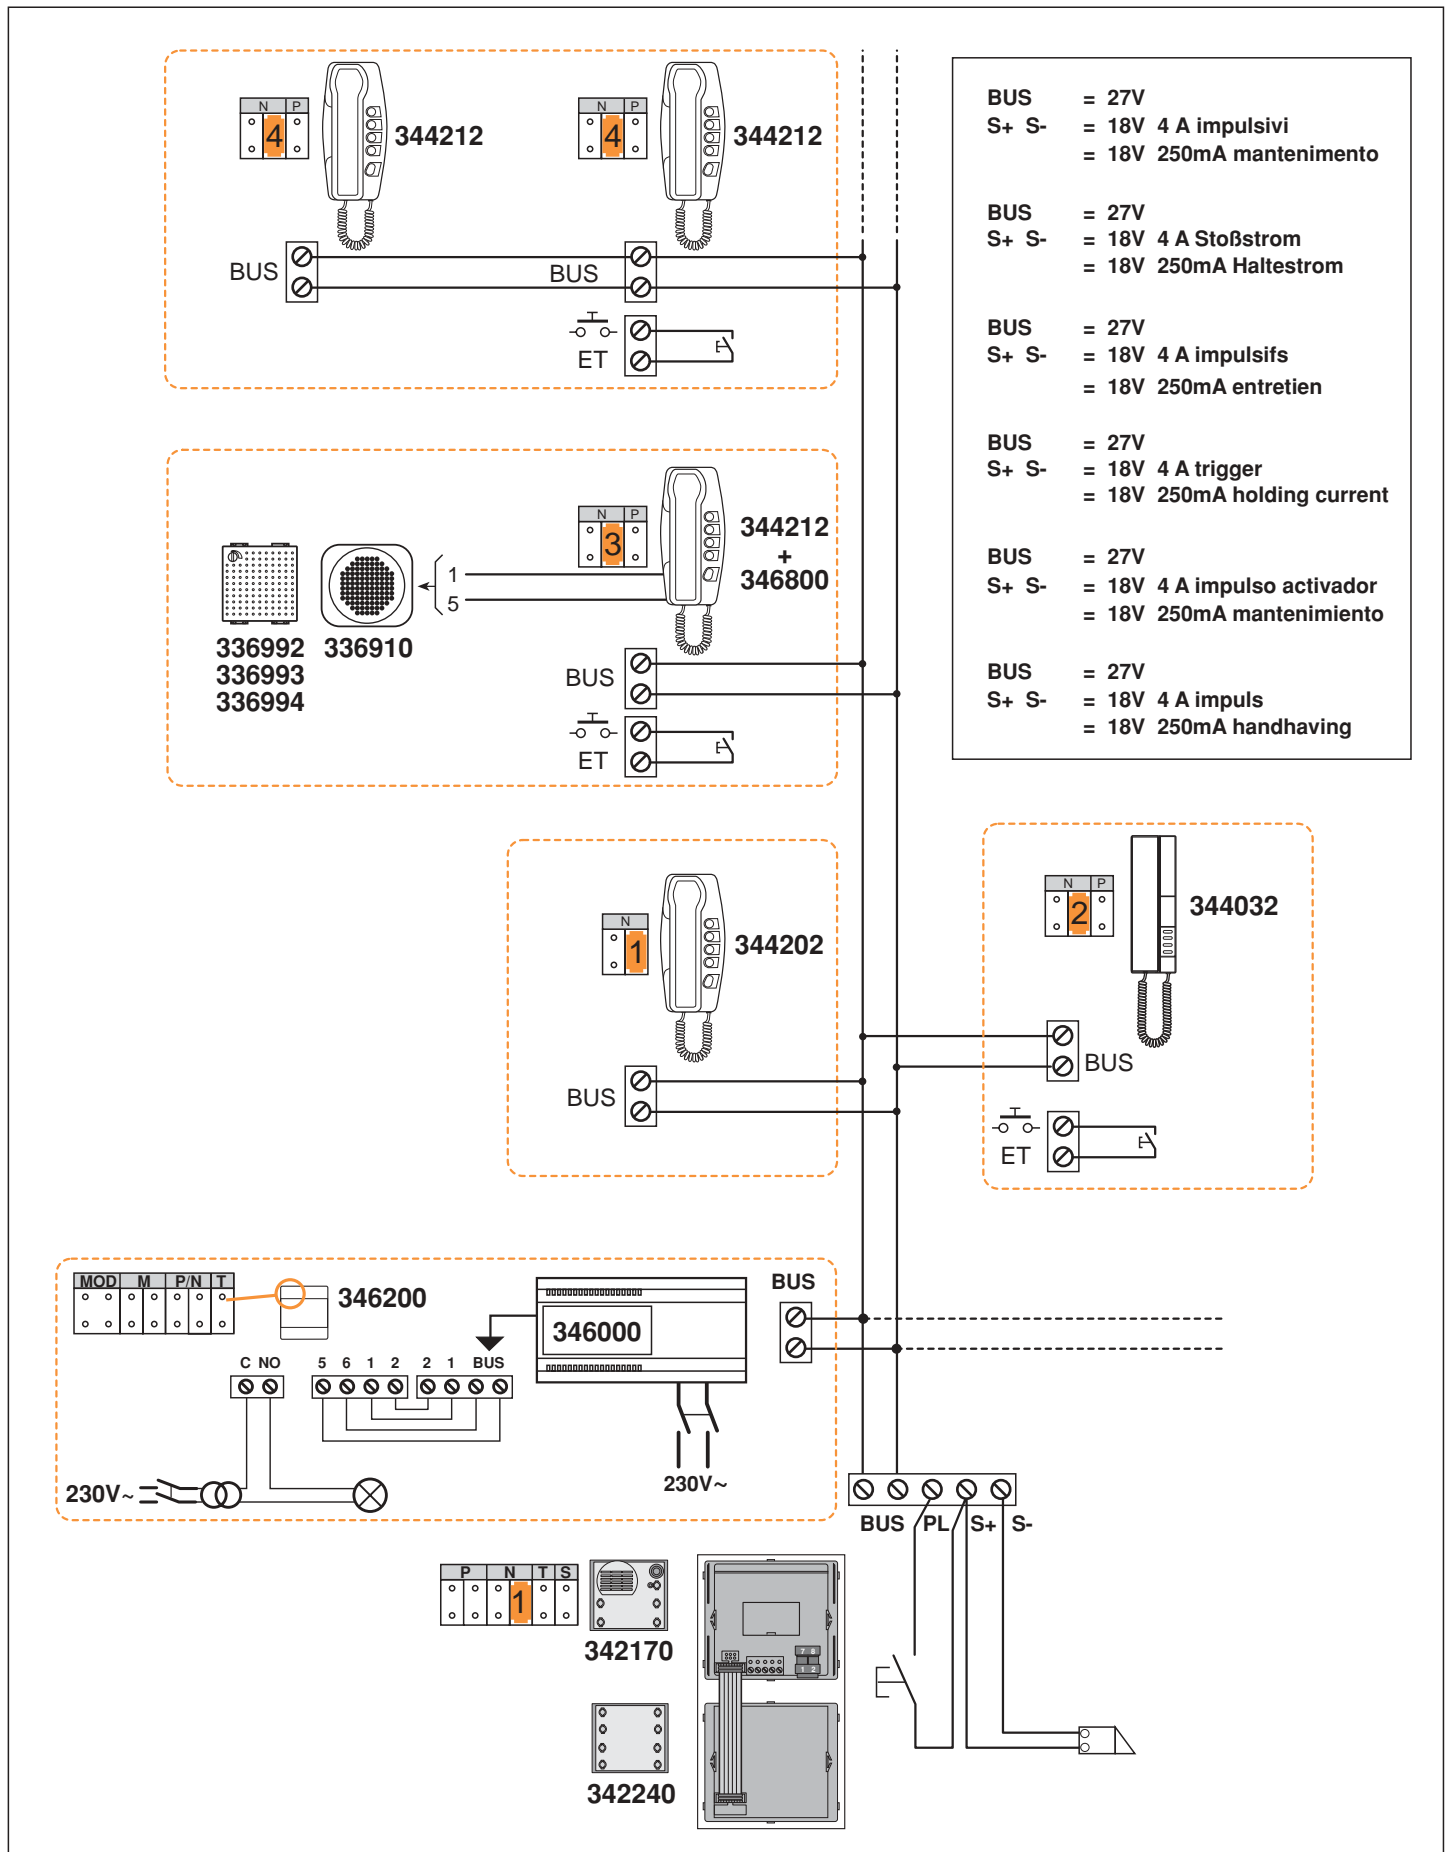 N P
4
344212
N P
4
344212
BUS
BUS
ET
BUS = 27V
S+ S- = 18V 4 A impulsivi
= 18V 250mA mantenimento
BUS = 27V
S+ S- = 18V 4 A Stoßstrom
= 18V 250mA Haltestrom
BUS = 27V
S+ S- = 18V 4 A impulsifs
= 18V 250mA entretien
BUS = 27V
S+ S- = 18V 4 A trigger
= 18V 250mA holding current
BUS = 27V
S+ S- = 18V 4 A impulso activador
= 18V 250mA mantenimiento
BUS = 27V
S+ S- = 18V 4 A impuls
= 18V 250mA handhaving
N P
3
344212
+
346800
1
5
336992
336993
336994
336910
BUS
ET
N
1
344202
BUS
N P
2
344032
BUS
ET
MOD M P/N T
346200
346000
BUS
C NO
5 6 1 2 2 1 BUS
230V~
230V~
BUS PL S+ S-
P N T S
1
342170
7 8
1 2
342240